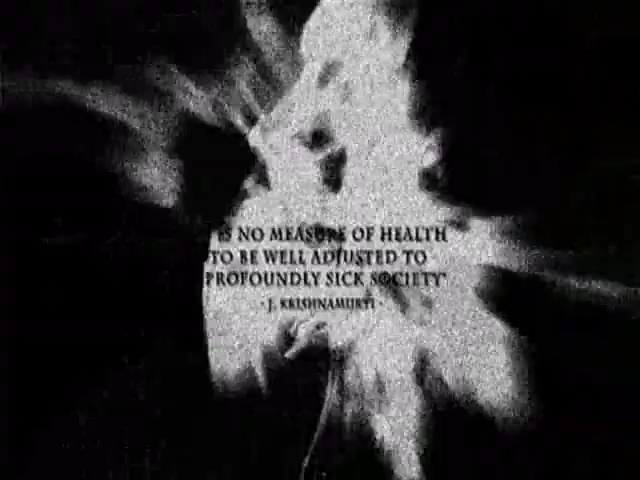 IS NO MEASURE OF HEALTH
TO BE WELL ADJUSTED TO
PROFOUNDLY SICK SOCIETY"
- J. KRISHNAMURTI -